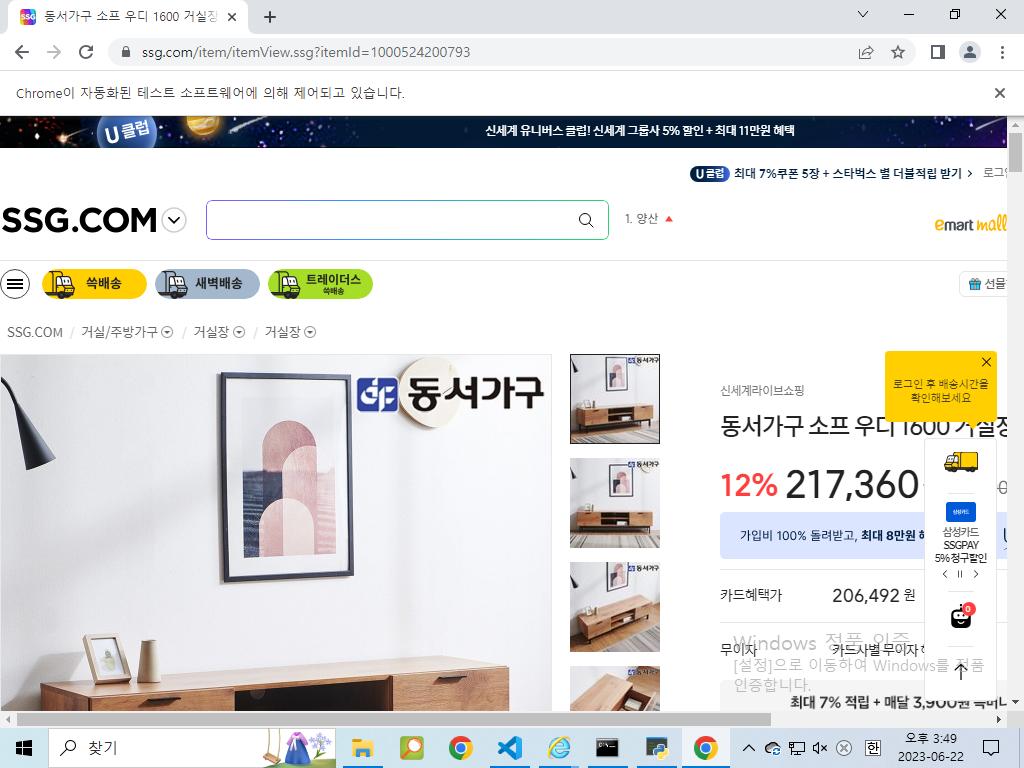 동서가구 소프 우디 1600 거실장
ssg.com/item/itemView.ssg?itemId=1000524200793
Chrome이 자동화된 테스트 소프트웨어에 의해 제어되고 있습니다.
U 클럽
신세계 유니버스 클럽! 신세계 그룹사 5% 할인 + 최대 11만원 혜택
U 클럽 최대 7%쿠폰 5장 + 스타벅스 별 더블적립 받기 >
SSG.COM
1. 양산
emart mall
쓱배송
새벽배송
트레이더스
쓱배송
선물
SSG.COM / 거실/주방가구 / 거실장 / 거실장
동서가구
로그인 후 배송시간을
확인해보세요
신세계라이브쇼핑
동서가구 소프 우디 1600 거실장
12% 217,360
가입비 100% 돌려받고, 최대 8만원
삼성카드
삼성카드
SSGPAY
5% 청구할인
카드혜택가 206,492 원
0
무이자 카드사별 무이자
Windows 정품 인증
[설정]으로 이동하여 Windows를 정품
인증합니다.
최대 7% 적립 + 매달 3,900원
찾기
한
오후 3:49
2023-06-22